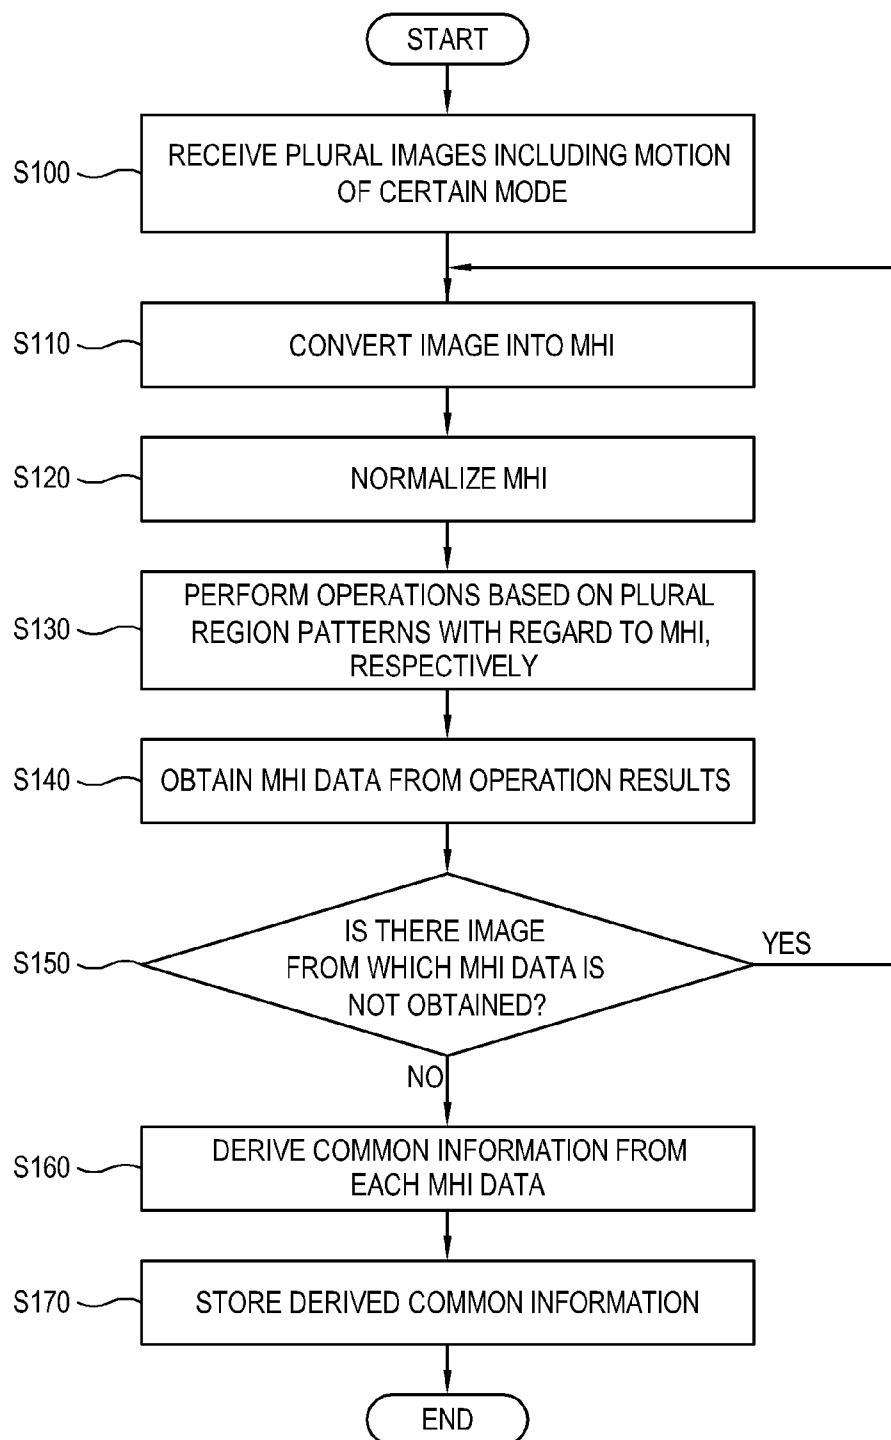 START
S100
RECEIVE PLURAL IMAGES INCLUDING MOTION
OF CERTAIN MODE
S110
CONVERT IMAGE INTO MHI
S120
NORMALIZE MHI
S130
PERFORM OPERATIONS BASED ON PLURAL
REGION PATTERNS WITH REGARD TO MHI,
RESPECTIVELY
S140
OBTAIN MHI DATA FROM OPERATION RESULTS
S150
IS THERE IMAGE
FROM WHICH MHI DATA IS
NOT OBTAINED?
YES
NO
S160
DERIVE COMMON INFORMATION FROM
EACH MHI DATA
S170
STORE DERIVED COMMON INFORMATION
END